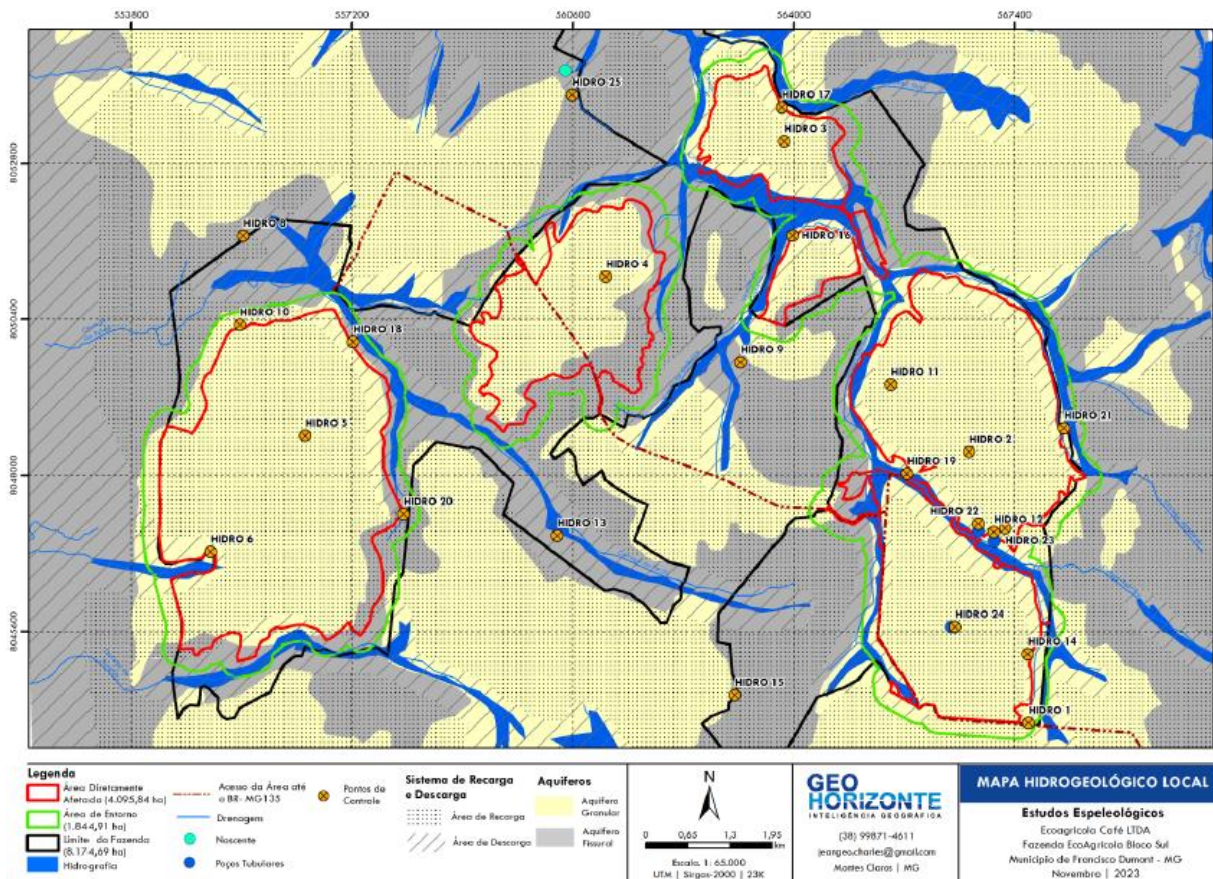 553800 557200 560600 564000 567400
8052800
8050400
8048000
8045600
HIDRO 25
HIDRO 17
HIDRO 3
HIDRO 8
HIDRO 16
HIDRO 4
HIDRO 10
HIDRO 18
HIDRO 9
HIDRO 11
HIDRO 5
HIDRO 21
HIDRO 2
HIDRO 19
HIDRO 20
HIDRO 22
HIDRO 12
HIDRO 13
HIDRO 23
HIDRO 6
HIDRO 24
HIDRO 14
HIDRO 15
HIDRO 1
Legenda
Área Diretamente
Afetada (4.095,84 ha)
Área de Entorno
(1.844,91 ha)
Limite da Fazenda
(8.174,69 ha)
Hidrografia
Acesso da Área até
a BR- MG135
Drenagens
Nascente
Poços Tubulares
Pontos de
Controle
Sistema de Recarga
e Descarga
Área de Recarga
Área de Descarga
Aquíferos
Aquífero
Granular
Aquífero
Fissural
N
0 0,65 1,3 1,95
km
Escala, 1: 65.000
UTM | Sirgas-2000 | 23K
GEO
HORIZONTE
INTELIGÊNCIA GEOGRÁFICA
(38) 99871-4611
jeangeo.charles@gmail.com
Montes Claros | MG
MAPA HIDROGEOLÓGICO LOCAL
Estudos Espeleológicos
Ecoagrícola Café LTDA
Fazenda EcoAgrícola Bloco Sul
Município de Francisco Dumont - MG
Novembro | 2023